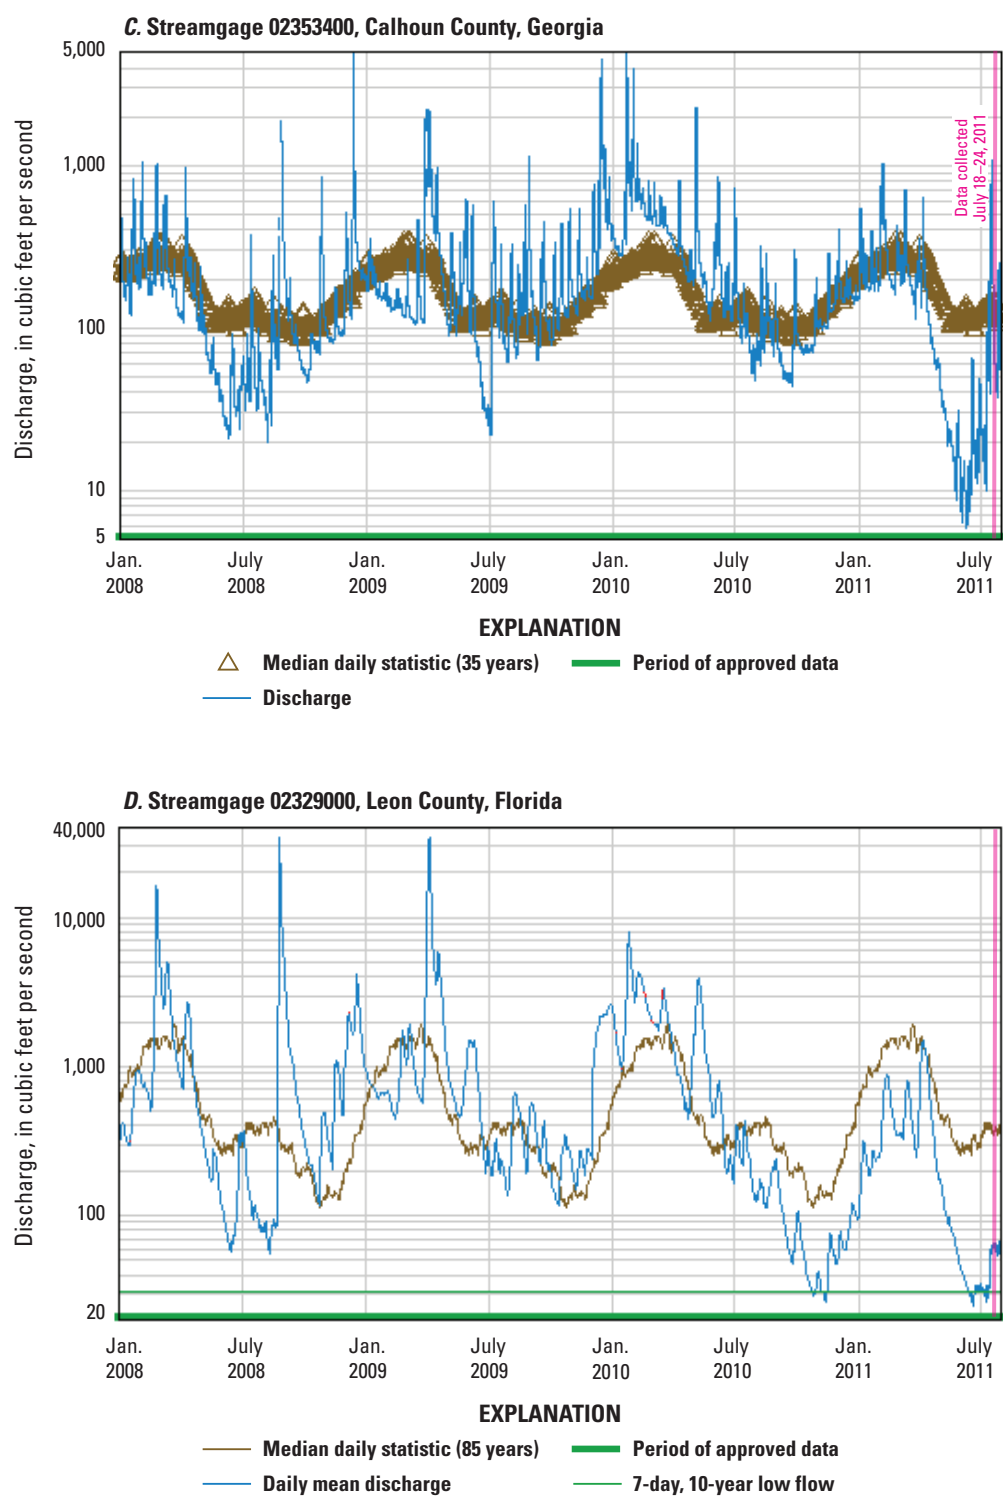 C. Streamgage 02353400, Calhoun County, Georgia
Discharge, in cubic feet per second
5,000
1,000
100
10
5
Data collected
July 18–24, 2011
Jan.
2008
July
2008
Jan.
2009
July
2009
Jan.
2010
July
2010
Jan.
2011
July
2011
EXPLANATION
Median daily statistic (35 years)
Period of approved data
Discharge
D. Streamgage 02329000, Leon County, Florida
Discharge, in cubic feet per second
40,000
10,000
1,000
100
20
Jan.
2008
July
2008
Jan.
2009
July
2009
Jan.
2010
July
2010
Jan.
2011
July
2011
EXPLANATION
Median daily statistic (85 years)
Period of approved data
Daily mean discharge
7-day, 10-year low flow